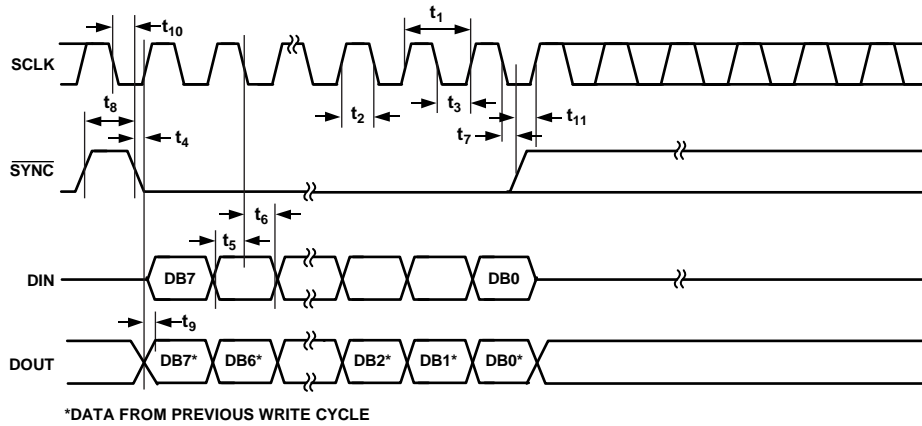 t10
t1
SCLK
t8
t4
t2
t3
t7
t11
SYNC
t6
t5
DIN
DB7
DB0
t9
DOUT
DB7*
DB6*
DB2*
DB1*
DB0*
*DATA FROM PREVIOUS WRITE CYCLE